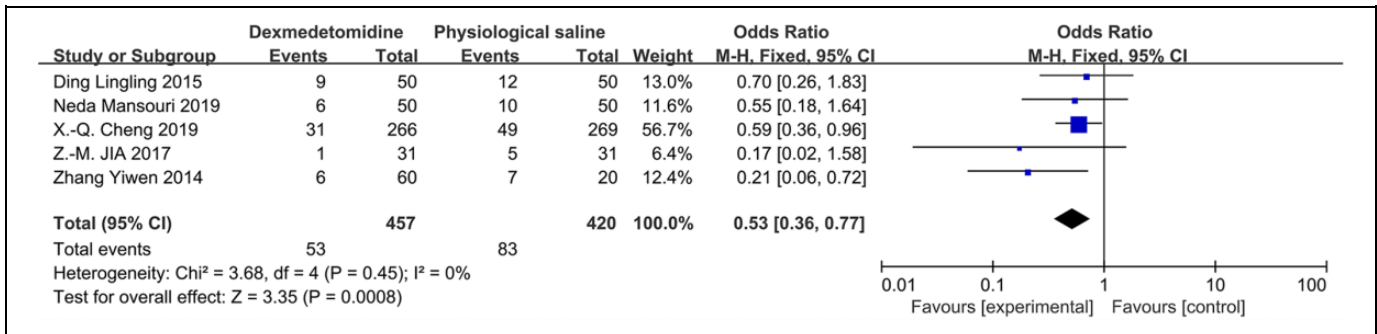 Dexmedetomidine Physiological saline Odds Ratio Odds Ratio
Study or Subgroup Events Total Events Total Weight M-H, Fixed, 95% CI M-H, Fixed, 95% CI
Ding Lingling 2015 9 50 12 50 13.0% 0.70 [0.26, 1.83]
Neda Mansouri 2019 6 50 10 50 11.6% 0.55 [0.18, 1.64]
X.-Q. Cheng 2019 31 266 49 269 56.7% 0.59 [0.36, 0.96]
Z.-M. JIA 2017 1 31 5 31 6.4% 0.17 [0.02, 1.58]
Zhang Yiwen 2014 6 60 7 20 12.4% 0.21 [0.06, 0.72]
Total (95% CI) 457 420 100.0% 0.53 [0.36, 0.77]
Total events 53 83
Heterogeneity: Chi² = 3.68, df = 4 (P = 0.45); I² = 0%
Test for overall effect: Z = 3.35 (P = 0.0008)
0.01 0.1 1 10 100
Favours [experimental] Favours [control]